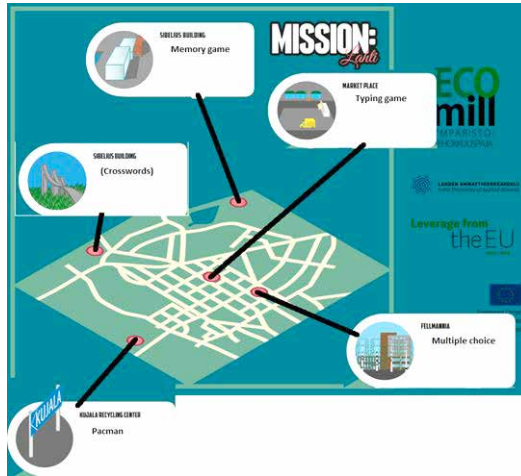 SIBELIUS BUILDING
Memory game
MISSION:
Lahti
MARKET PLACE
Typing game
ECO
mill
SIBELIUS BUILDING
(Crosswords)
Leverage from
the EU
FELLMANNIA
Multiple choice
KUJALA
KUJALA RECYCLING CENTER
Pacman